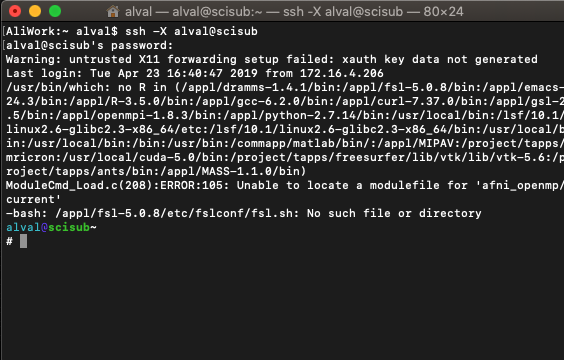 alval — alval@scisub:~ — ssh -X alval@scisub — 80×24
[AliWork:~ alval$ ssh -X alval@scisub
[alval@scisub's password:
Warning: untrusted X11 forwarding setup failed: xauth key data not generated
Last login: Tue Apr 23 16:40:47 2019 from 172.16.4.206
/usr/bin/which: no R in (/appl/dramms-1.4.1/bin:/appl/fsl-5.0.8/bin:/appl/emacs-
24.3/bin:/appl/R-3.5.0/bin:/appl/gcc-6.2.0/bin:/appl/curl-7.37.0/bin:/appl/gsl-2
.5/bin:/appl/openmpi-1.8.3/bin:/appl/python-2.7.14/bin:/usr/local/bin:/lsf/10.1/
linux2.6-glibc2.3-x86_64/etc:/lsf/10.1/linux2.6-glibc2.3-x86_64/bin:/usr/local/b
in:/usr/local/bin:/bin:/usr/bin:/commapp/matlab/bin/:/appl/MIPAV:/project/tapps/
mricron:/usr/local/cuda-5.0/bin:/project/tapps/freesurfer/lib/vtk/lib/vtk-5.6:/p
roject/tapps/ants/bin:/appl/MASS-1.1.0/bin)
ModuleCmd_Load.c(208):ERROR:105: Unable to locate a modulefile for 'afni_openmp/
current'
-bash: /appl/fsl-5.0.8/etc/fslconf/fsl.sh: No such file or directory
alval@scisub~
#